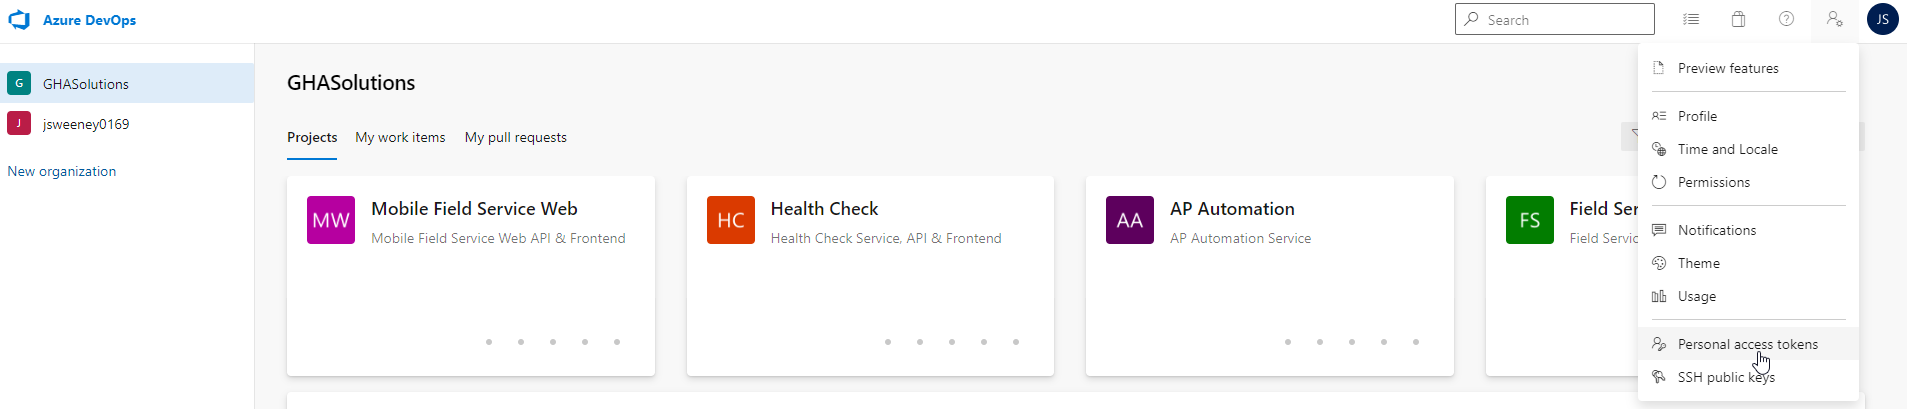 Azure DevOps
Search
JS
G GHASolutions
J jsweeney0169
New organization
GHASolutions
Projects My work items My pull requests
MW Mobile Field Service Web
Mobile Field Service Web API & Frontend
HC Health Check
Health Check Service, API & Frontend
AA AP Automation
AP Automation Service
FS Field Ser
Field Servic
Preview features
Profile
Time and Locale
Permissions
Notifications
Theme
Usage
Personal access tokens
SSH public keys